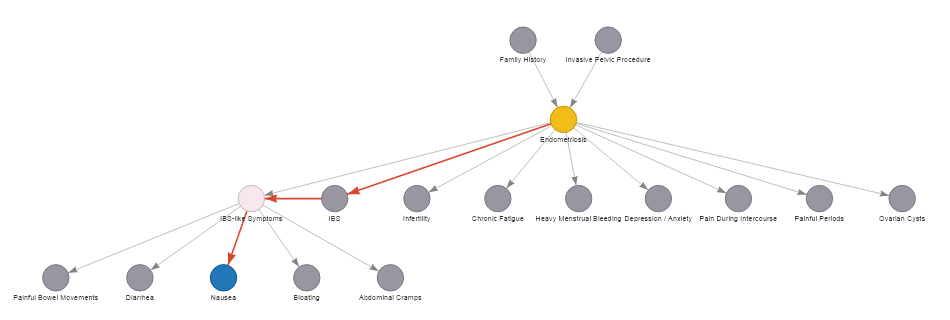 Family History
Invasive Pelvic Procedure
Endometriosis
IBS-like Symptoms
IBS
Infertility
Chronic Fatigue
Heavy Menstrual Bleeding
Depression / Anxiety
Pain During Intercourse
Painful Periods
Ovarian Cysts
Painful Bowel Movements
Diarrhea
Nausea
Bloating
Abdominal Cramps